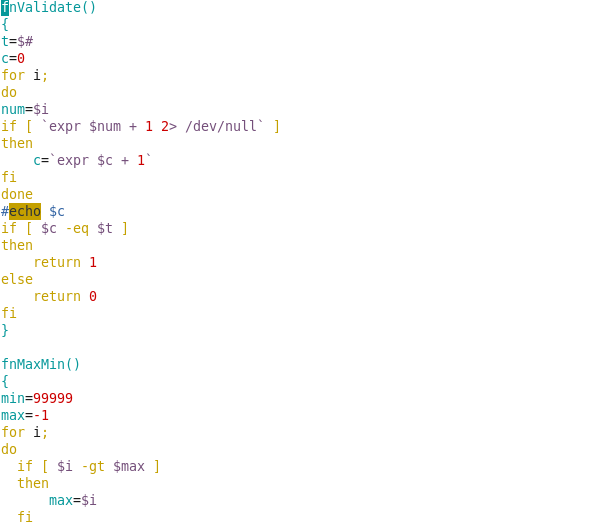 fnValidate()
{
t=$#
c=0
for i;
do
num=$i
if [ `expr $num + 1 2> /dev/null` ]
then
    c=`expr $c + 1`
fi
done
#echo $c
if [ $c -eq $t ]
then
    return 1
else
    return 0
fi
}

fnMaxMin()
{
min=99999
max=-1
for i;
do
  if [ $i -gt $max ]
  then
      max=$i
  fi